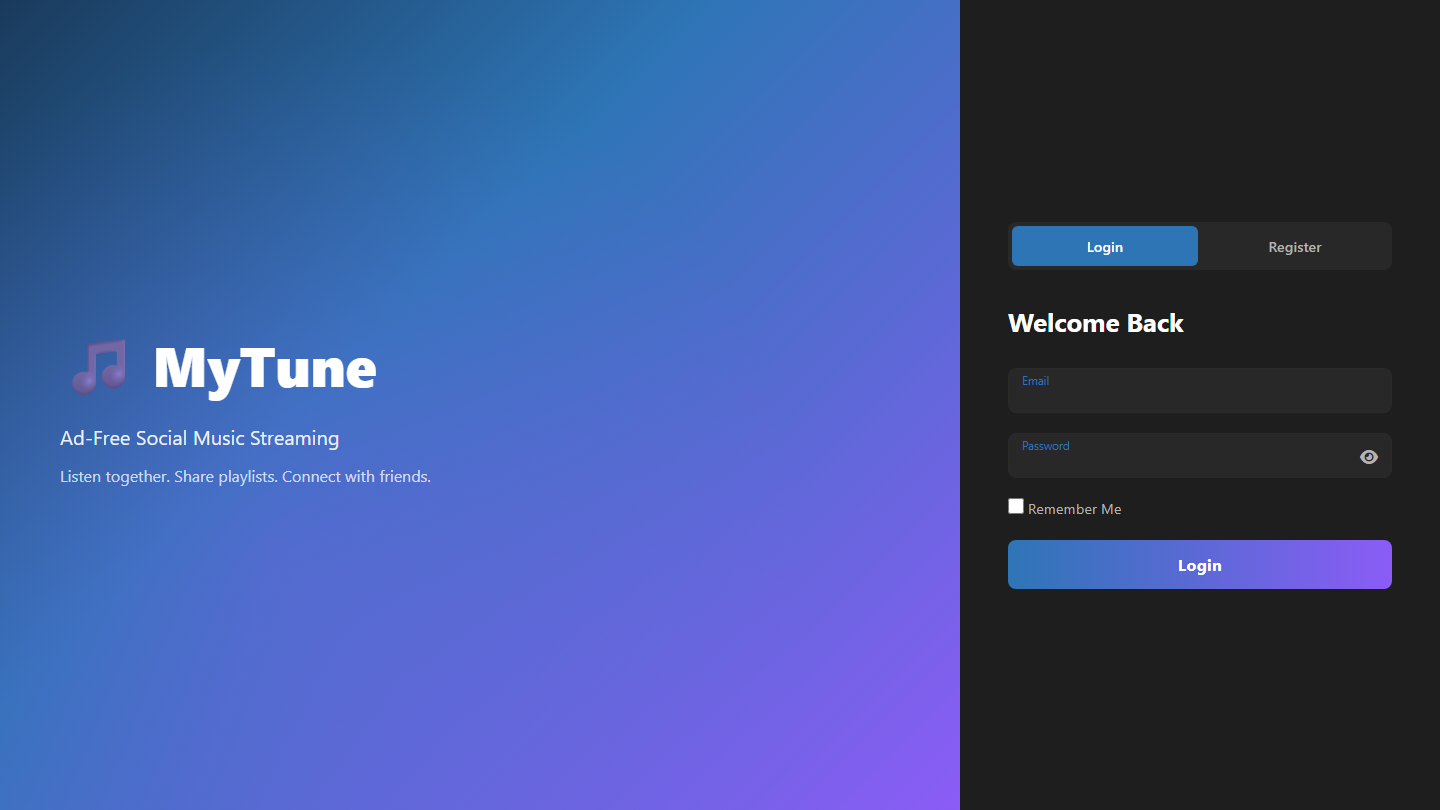 MyTune
Ad-Free Social Music Streaming
Listen together. Share playlists. Connect with friends.
Login
Register
Welcome Back
Email
Password
Remember Me
Login